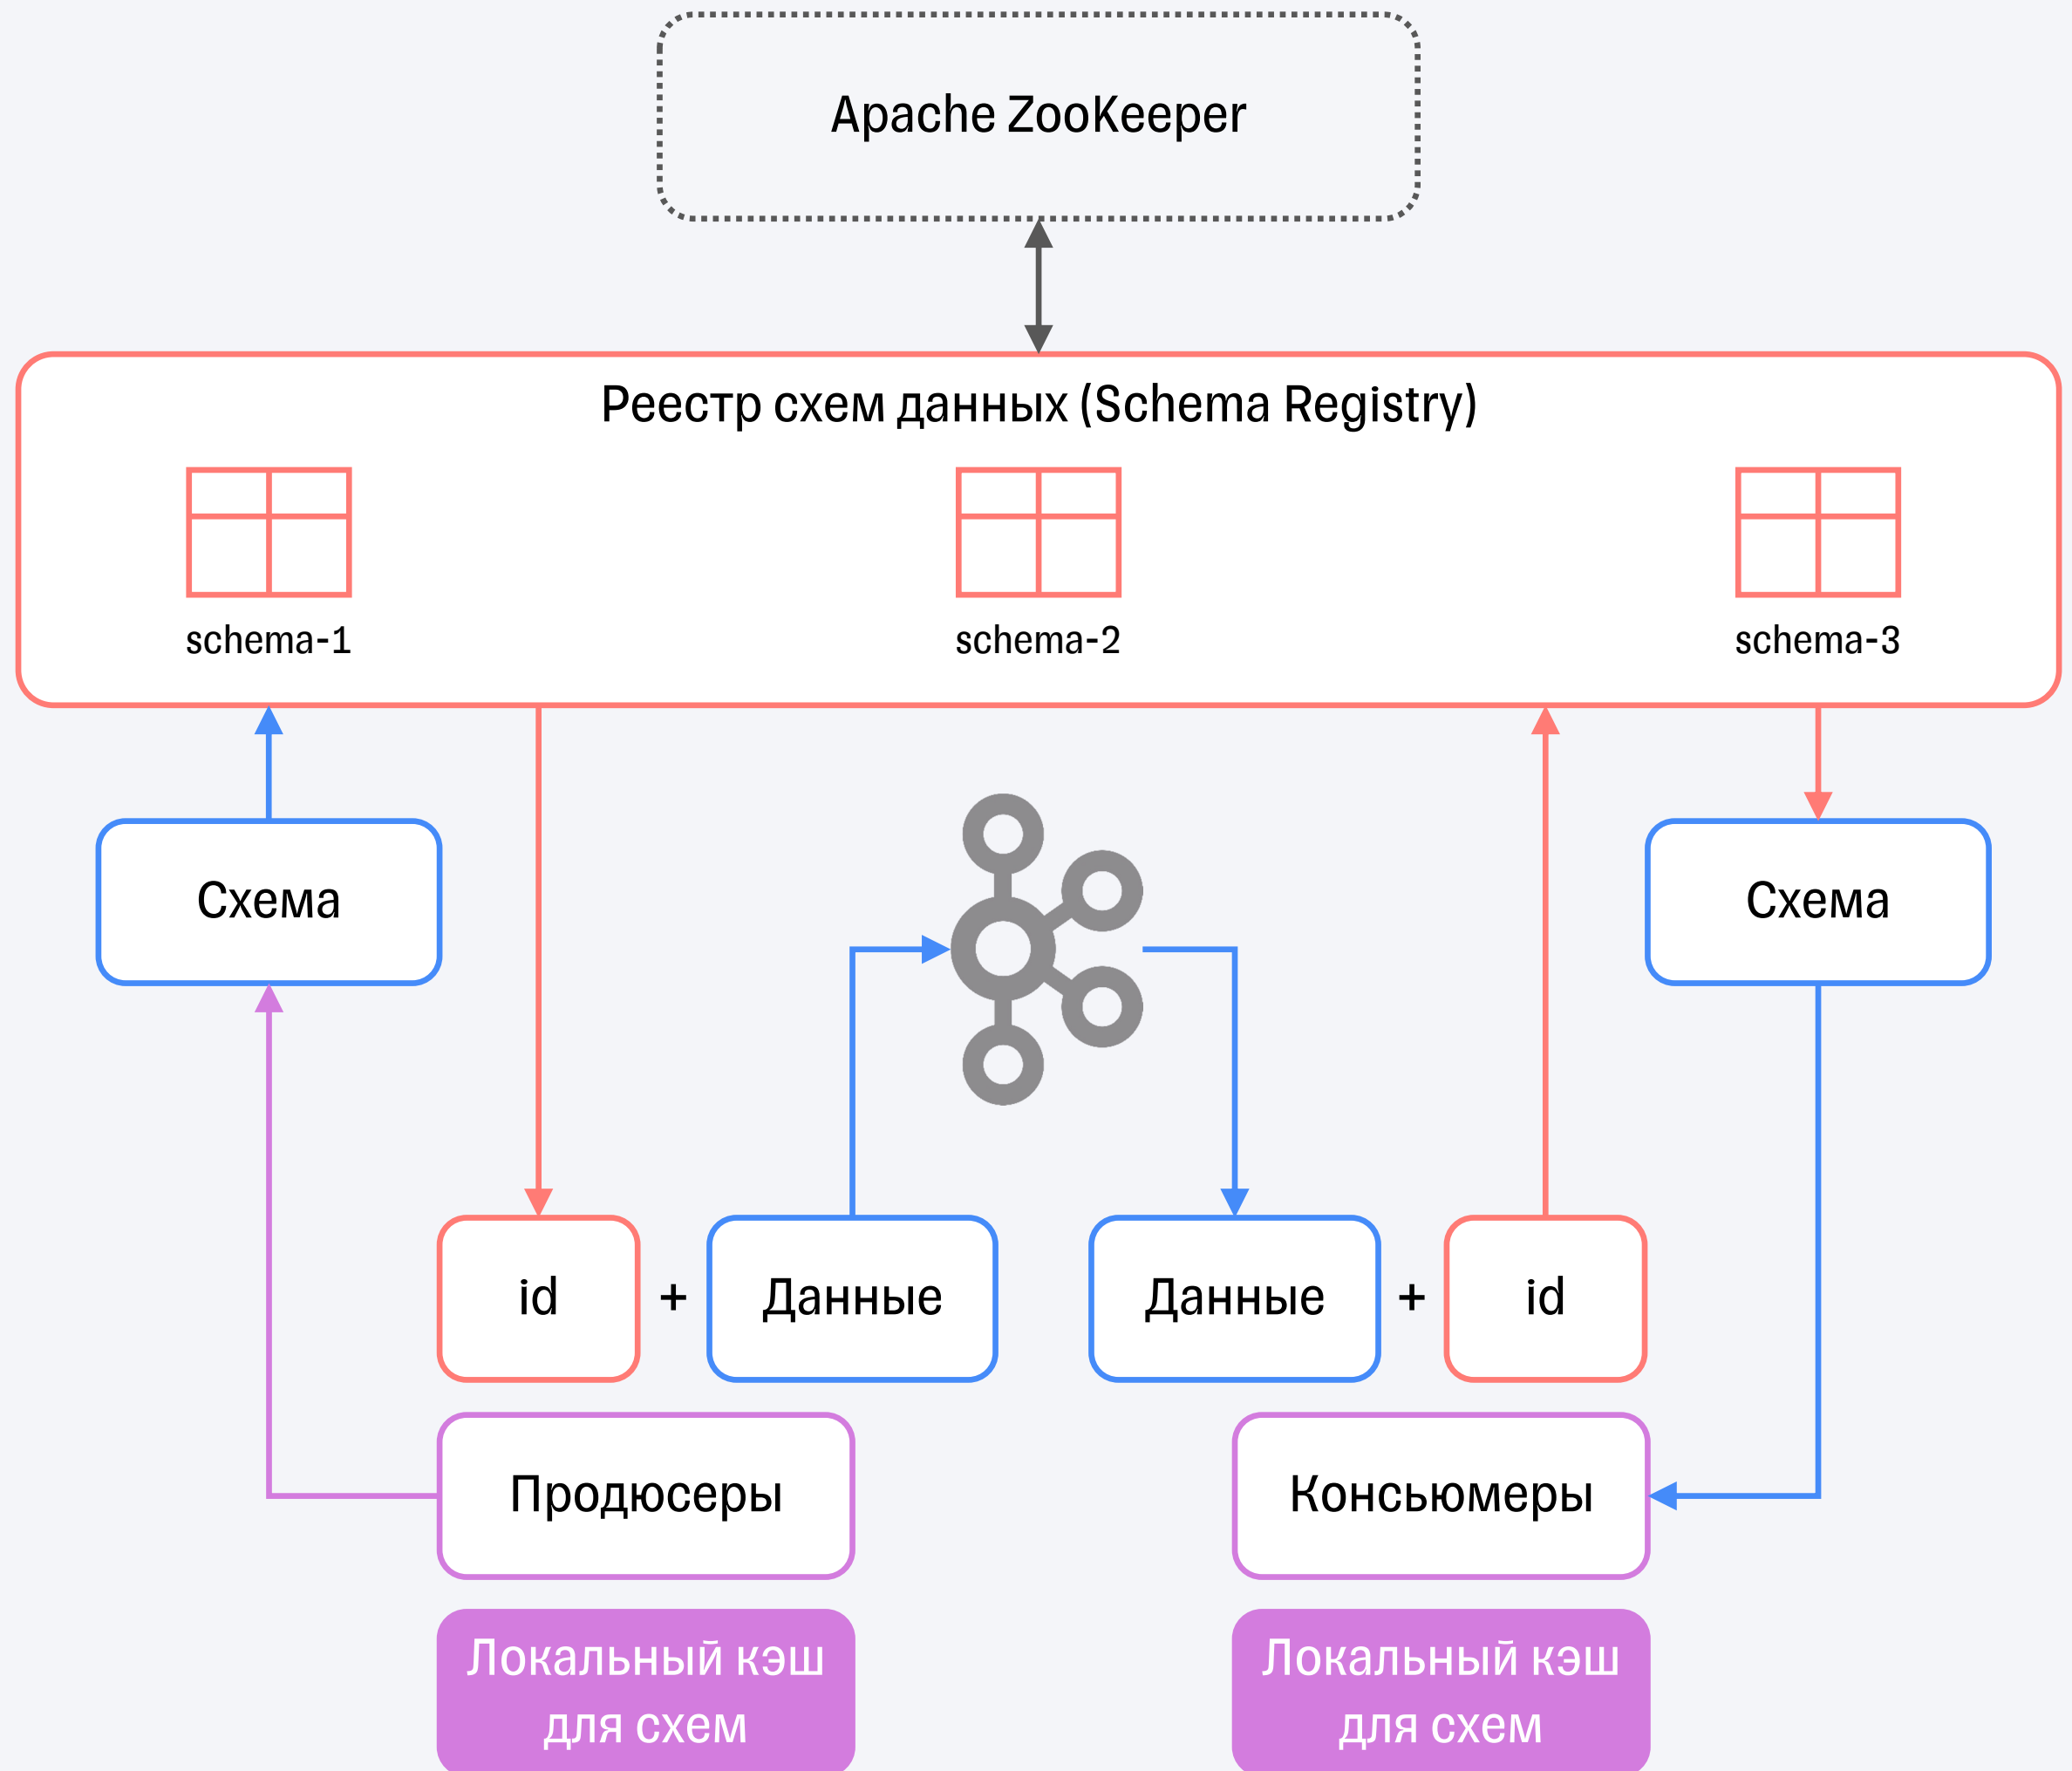 Apache ZooKeeper
Реестр схем данных (Schema Registry)
schema-1
schema-2
schema-3
Схема
Схема
id
+
Данные
Данные
+
id
Продюсеры
Консьюмеры
Локальный кэш
для схем
Локальный кэш
для схем